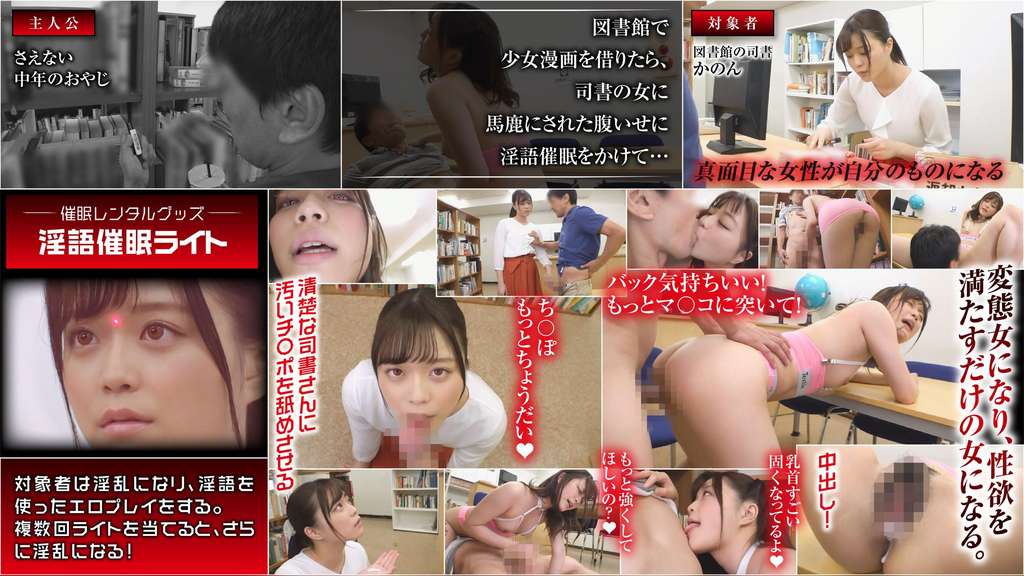 主人公
さえない
中年のおやじ
図書館で
少女漫画を借りたら、
司書の女に
馬鹿にされた腹いせに
淫語催眠をかけて…
対象者
図書館の司書
かのん
真面目な女性が自分のものになる
催眠レンタルグッズ
淫語催眠ライト
対象者は淫乱になり、淫語を
使ったエロプレイをする。
複数回ライトを当てると、さら
に淫乱になる!
清楚な司書さんに
汚いチ〇ポを舐めさせる
ち〇ぽ
もっとちょうだい♥
バック気持ちいい!
もっとマ〇コに突いて!
変態女になり、性欲を
満たすだけの女になる。
もっと強くして
ほしいの?♥
乳首すごい
固くなってるよ♥
中出し!